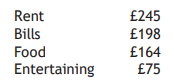 Rent £245
Bills £198
Food £164
Entertaining £75